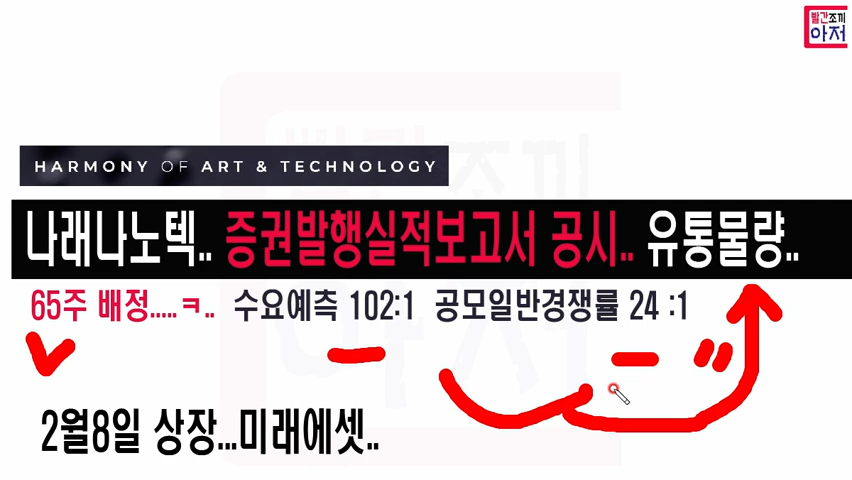 빨간조끼
아저
HARMONY OF ART & TECHNOLOGY
나래나노텍.. 증권발행실적보고서 공시.. 유통물량..
65주 배정.....ㅋ.. 수요예측 102:1 공모일반경쟁률 24 :1
2월8일 상장...미래에셋..